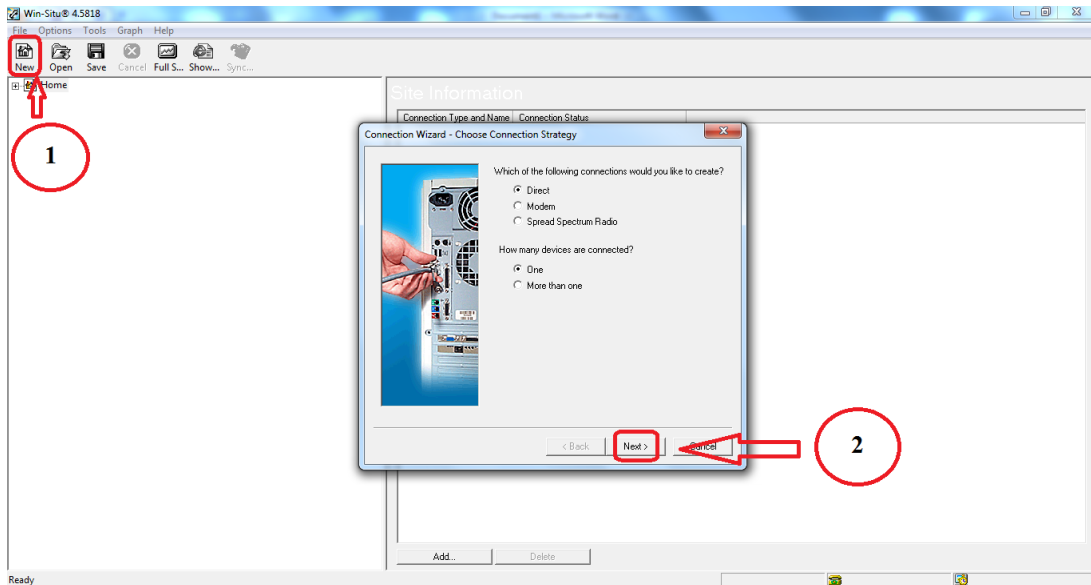 Win-Situ® 4.5818
File Options Tools Graph Help
New Open Save Cancel Full S... Show... Sync...
Home
Site Information
Connection Type and Name Connection Status
Connection Wizard - Choose Connection Strategy
1
Which of the following connections would you like to create?
Direct
Modem
Spread Spectrum Radio
How many devices are connected?
One
More than one
< Back Next > Cancel
2
Add... Delete
Ready